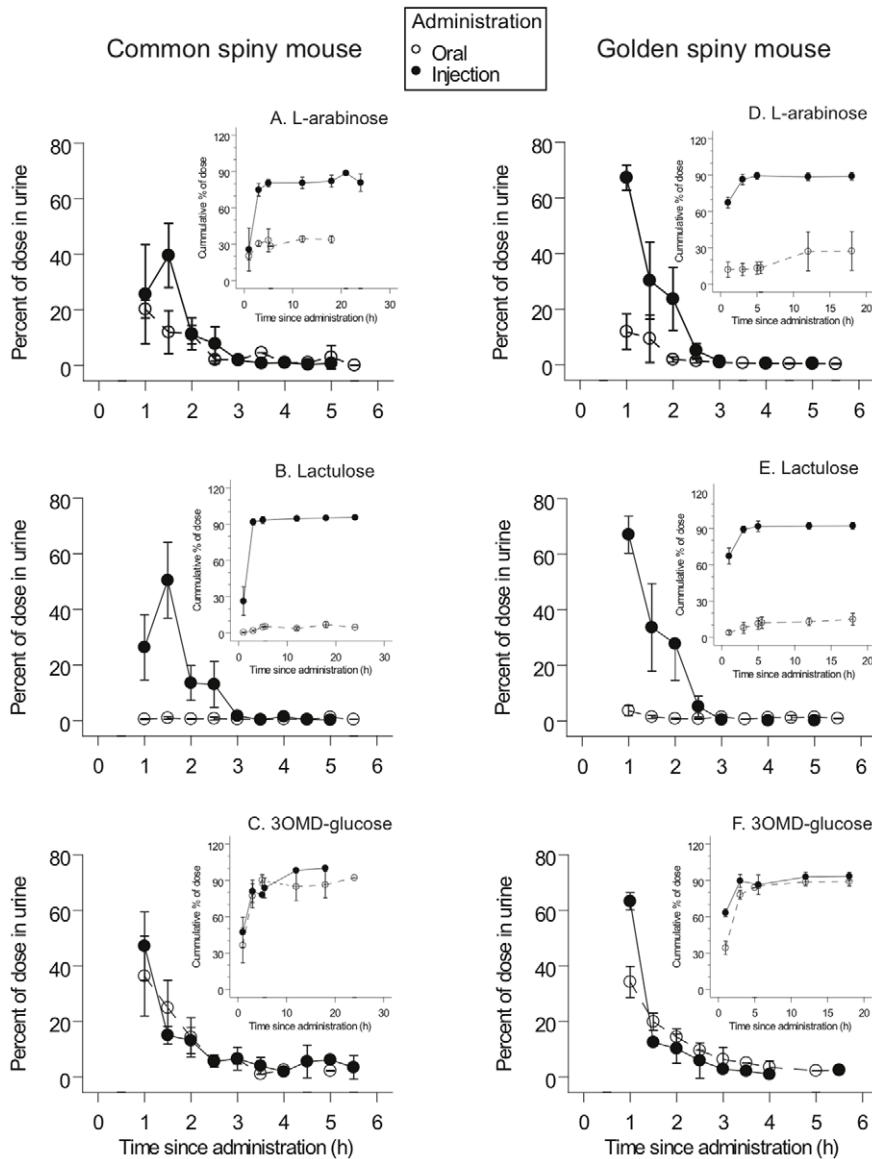 Administration
Oral
Injection
Common spiny mouse
Golden spiny mouse
A. L-arabinose
Percent of dose in urine
80
60
40
20
0
0 1 2 3 4 5 6
Cummulative % of dose
120
90
60
30
0
0 10 20 30
Time since administration (h)
D. L-arabinose
Percent of dose in urine
80
60
40
20
0
0 1 2 3 4 5 6
Cummulative % of dose
120
90
60
30
0
0 5 10 15 20
Time since administration (h)
B. Lactulose
Percent of dose in urine
80
60
40
20
0
0 1 2 3 4 5 6
Cummulative % of dose
120
90
60
30
0
0 10 20 30
Time since administration (h)
E. Lactulose
Percent of dose in urine
80
60
40
20
0
0 1 2 3 4 5 6
Cummulative % of dose
120
90
60
30
0
0 5 10 15 20
Time since administration (h)
C. 3OMD-glucose
Percent of dose in urine
80
60
40
20
0
0 1 2 3 4 5 6
Time since administration (h)
Cummulative % of dose
120
90
60
30
0
0 10 20 30
Time since administration (h)
F. 3OMD-glucose
Percent of dose in urine
80
60
40
20
0
0 1 2 3 4 5 6
Time since administration (h)
Cummulative % of dose
120
90
60
30
0
0 5 10 15 20
Time since administration (h)